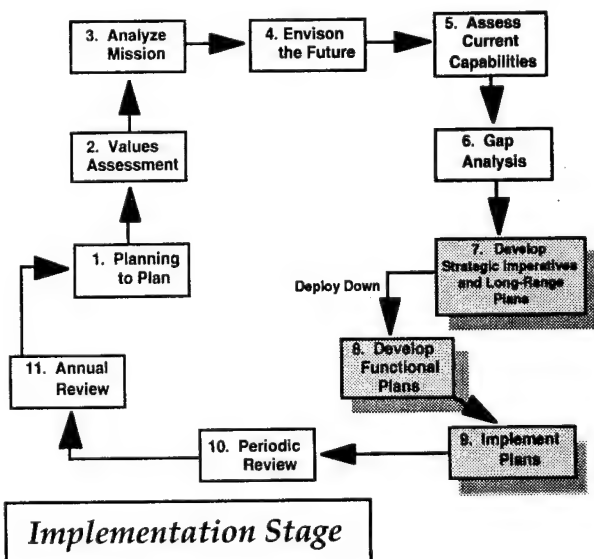 3. Analyze
Mission
4. Envison
the Future
5. Assess
Current
Capabilities
2. Values
Assessment
6. Gap
Analysis
1. Planning
to Plan
7. Develop
Strategic Imperatives
and Long-Range
Plans
Deploy Down
8. Develop
Functional
Plans
11. Annual
Review
10. Periodic
Review
9. Implement
Plans
Implementation Stage